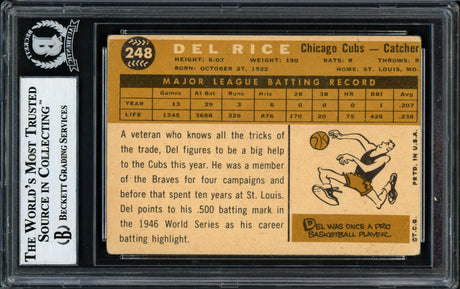 BECKETT
THE WORLD'S MOST TRUSTED
SOURCE IN COLLECTING™
BECKETT GRADING SERVICES
248
DEL RICE
Chicago Cubs — Catcher
HEIGHT: 6:02 WEIGHT: 190 BATS: R THROWS: R
BORN: OCTOBER 27, 1922 HOME: ST. LOUIS, MO.
MAJOR LEAGUE BATTING RECORD
Games At Bat Runs Hits 2B 3B HR RBI Avg.
YEAR 13 29 3 6 0 0 1 1 .207
LIFE 1245 3688 329 876 170 20 75 426 .238
A veteran who knows all the tricks of
the trade, Del figures to be a big help
to the Cubs this year. He was a member
of the Braves for four campaigns and
before that spent ten years at St. Louis.
Del points to his .500 batting mark in
the 1946 World Series as his career
batting highlight.
DEL WAS ONCE A PRO
BASKETBALL PLAYER.
©T.C.G. PRTD. IN U.S.A.